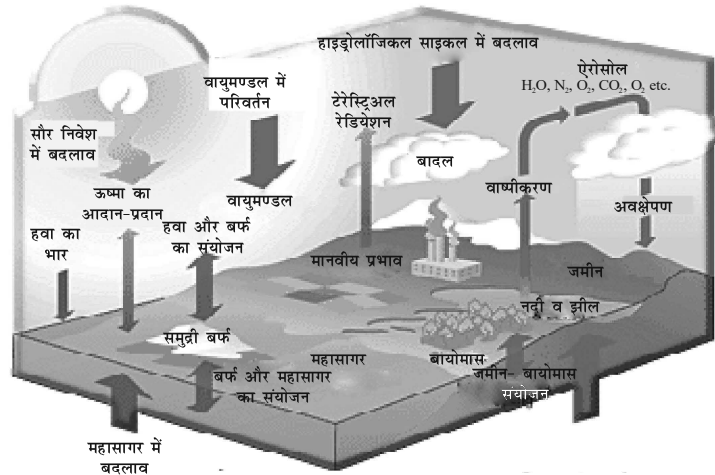 हाइड्रोलॉजिकल साइकल में बदलाव
ऐरोसोल
H₂O, N₂, O₂, CO₂, O₂ etc.
वायुमण्डल में
परिवर्तन
टेरेस्ट्रिअल
रेडियेशन
सौर निवेश
में बदलाव
बादल
वाष्पीकरण
अवक्षेपण
ऊष्मा का
आदान-प्रदान
वायुमण्डल
हवा का
भार
हवा और बर्फ
का संयोजन
मानवीय प्रभाव
जमीन
नदी व झील
समुद्री बर्फ
महासागर
बायोमास
बर्फ और महासागर
का संयोजन
जमीन- बायोमास
संयोजन
महासागर में
बदलाव